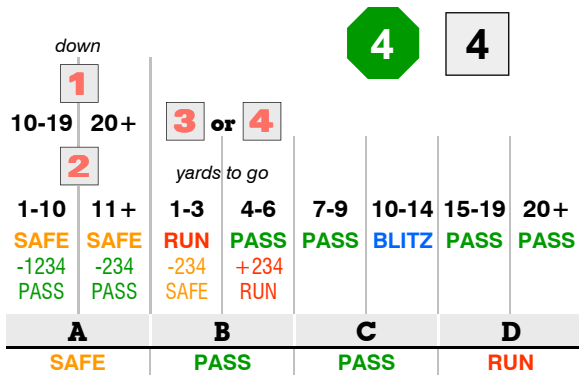 4 4
down
1
10-19 20+ 3 or 4
2 yards to go
1-10 11+ 1-3 4-6 7-9 10-14 15-19 20+
SAFE SAFE RUN PASS PASS BLITZ PASS PASS
-1234 -234 -234 +234
PASS PASS SAFE RUN
A B C D
SAFE PASS PASS RUN